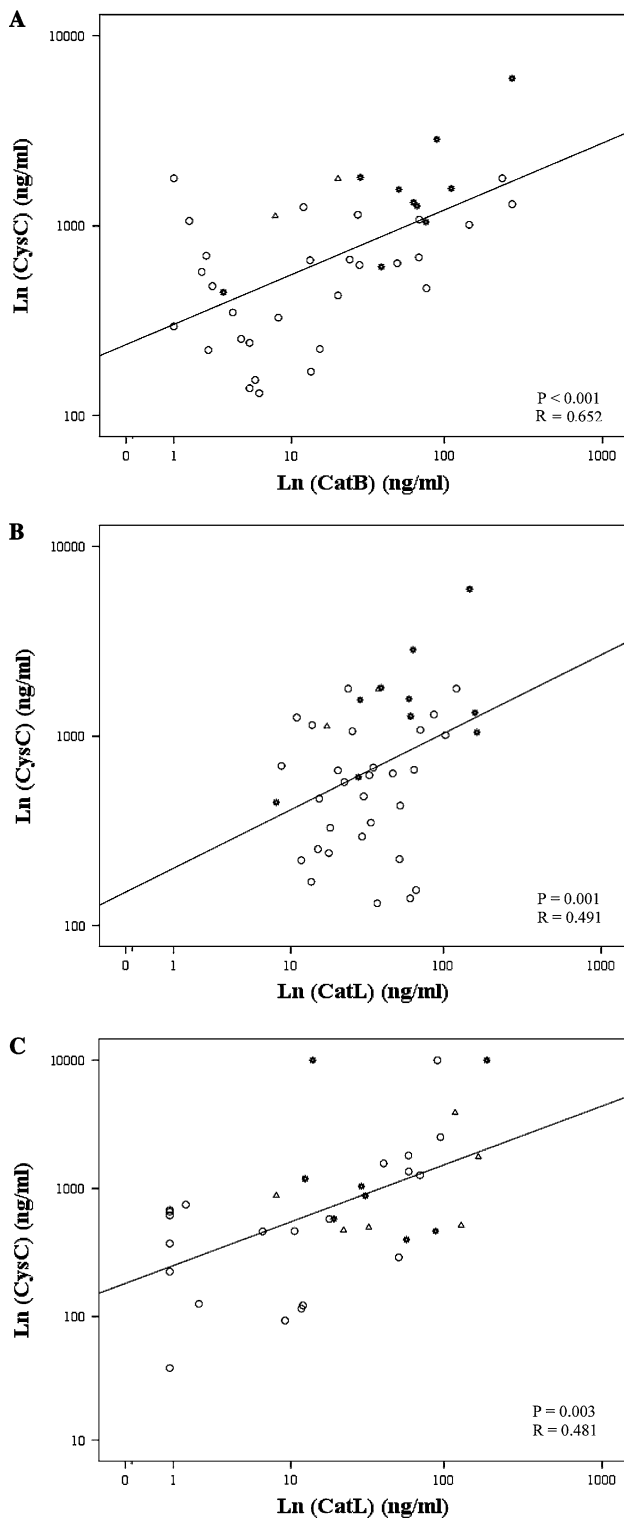 A
10000
1000
100
Ln (CysC) (ng/ml)
P < 0.001
R = 0.652
0 1 10 100 1000
Ln (CatB) (ng/ml)
B
10000
1000
100
Ln (CysC) (ng/ml)
P = 0.001
R = 0.491
0 1 10 100 1000
Ln (CatL) (ng/ml)
C
10000
1000
100
10
Ln (CysC) (ng/ml)
P = 0.003
R = 0.481
0 1 10 100 1000
Ln (CatL) (ng/ml)